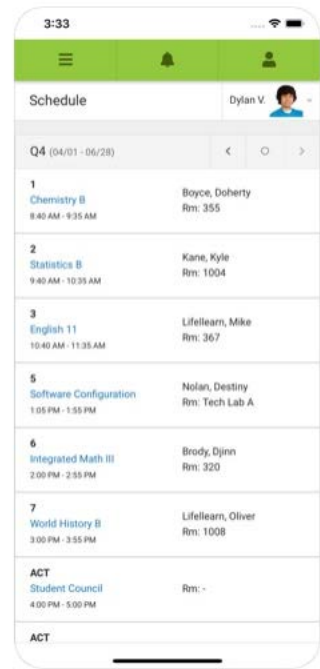 3:33
Schedule
Dylan V.
Q4 (04/01 - 06/28)
1
Chemistry B
8:40 AM - 9:35 AM
Boyce, Doherty
Rm: 355
2
Statistics B
9:40 AM - 10:35 AM
Kane, Kyle
Rm: 1004
3
English 11
10:40 AM - 11:35 AM
Lifellearn, Mike
Rm: 367
5
Software Configuration
1:05 PM - 1:55 PM
Nolan, Destiny
Rm: Tech Lab A
6
Integrated Math III
2:00 PM - 2:55 PM
Brody, Djinn
Rm: 320
7
World History B
3:00 PM - 3:55 PM
Lifellearn, Oliver
Rm: 1008
ACT
Student Council
4:00 PM - 5:00 PM
Rm: -
ACT